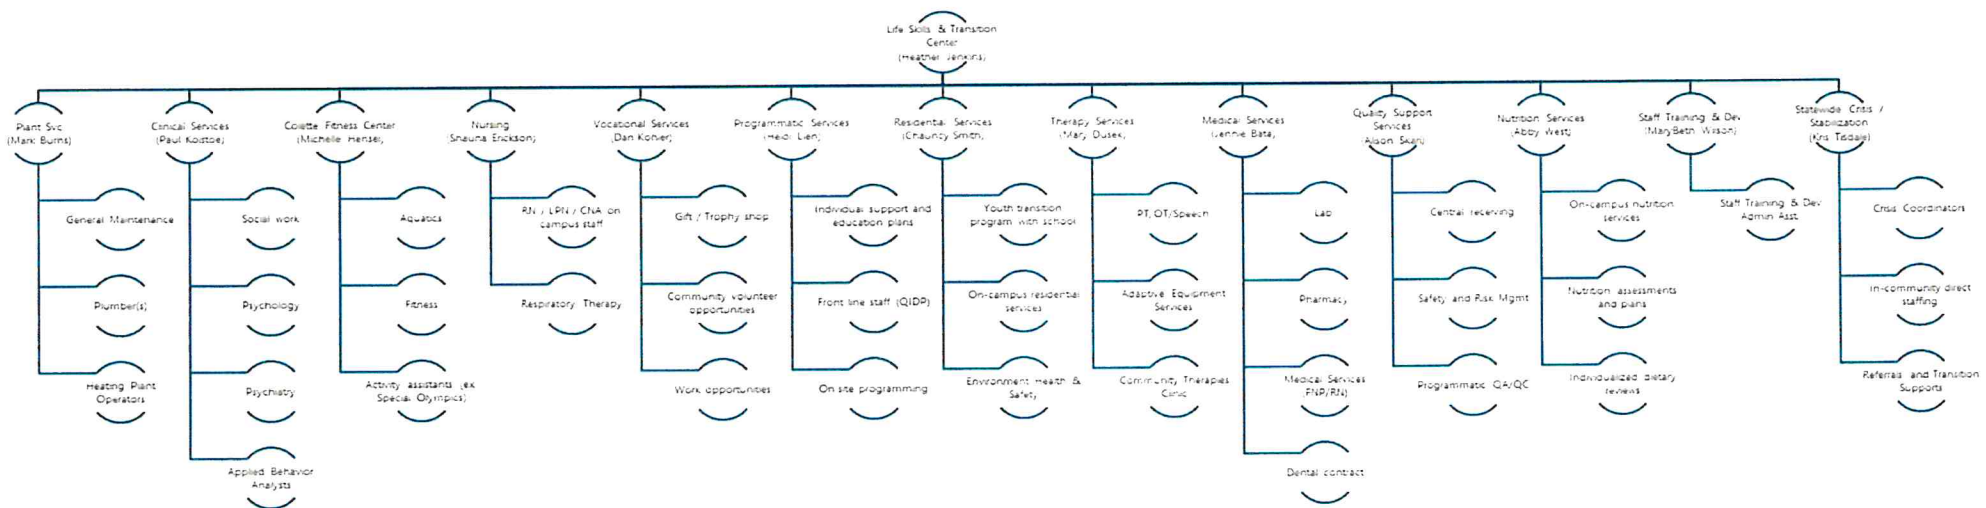 Life Skills & Transition
Center
(Heather Jenkins)
Plant Svc
(Mark Burns)
Clinical Services
(Paul
Collette Fitness Center
(Michelle
Nursing
(Shauna Erickson)
Vocational Services
(Dan Kohler)
Programmatic Services
(Heidi Lien)
Residential Services
(Chauncy Smith)
Therapy Services
(Mary Dusek)
Medical Services
(Jennie Bata)
Quality Support
Services
(Alison
Nutrition Services
(Abby West)
Staff Training & Dev
(MaryBeth Wilson)
Statewide Crisis /
Stabilization
(Kris Tisdale)
General Maintenance
Plumber(s)
Heating Plant
Operators
Social work
Psychology
Psychiatry
Applied Behavior
Analysts
Aquatics
Fitness
Activity assistants (ex
Special Olympics)
RN / LPN / CNA on
campus staff
Respiratory Therapy
Gift / Trophy shop
Community volunteer
opportunities
Work opportunities
Individual support and
education plans
Front line staff (QIDP)
On site programming
Youth transition
program with school
On-campus residential
services
Environment Health &
Safety
PT/OT/Speech
Adaptive Equipment
Services
Community Therapies
Clinic
Lab
Pharmacy
Medical Services
(FNP/RN)
Dental contract
Central receiving
Safety and Risk Mgmt
Programmatic QA/QC
On-campus nutrition
services
Nutrition assessments
and plans
Individualized dietary
reviews
Staff Training & Dev
Admin Asst
Crisis Coordinators
In-community direct
staffing
Referrals and Transition
Supports